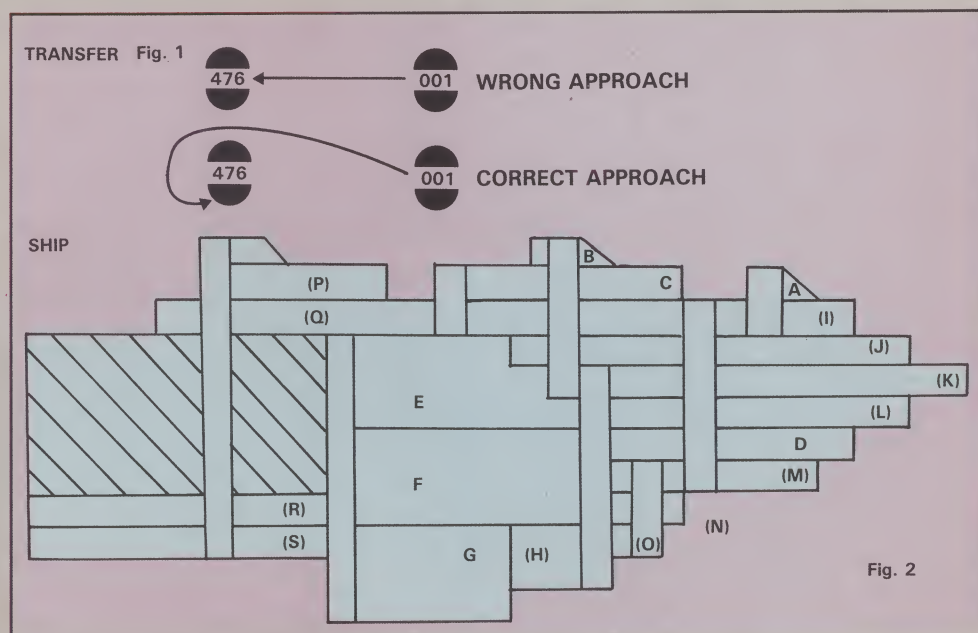 TRANSFER Fig. 1
476 001 WRONG APPROACH
476 001 CORRECT APPROACH
SHIP
B
(P) C A
(Q) (I)
(J)
(K)
E (L)
D
F (M)
(R) (N)
(S) G (H) (O)
Fig. 2